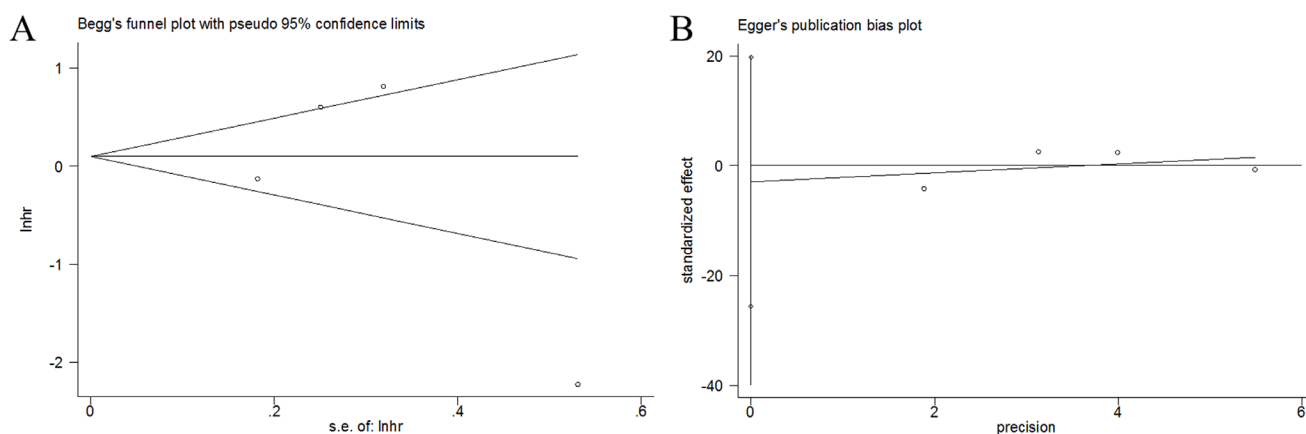 A
Begg's funnel plot with pseudo 95% confidence limits
1
0
-1
-2
lnhr
0 .2 .4 .6
s.e. of: lnhr
B
Egger's publication bias plot
20
0
-20
-40
standardized effect
0 2 4 6
precision